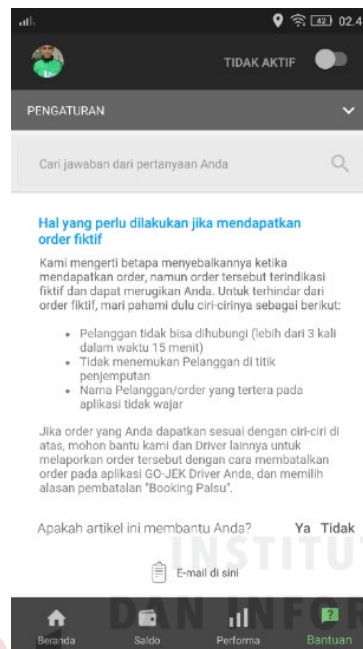 42 02.4
TIDAK AKTIF
PENGATURAN
Cari jawaban dari pertanyaan Anda
Hal yang perlu dilakukan jika mendapatkan
order fiktif
Kami mengerti betapa menyebalkannya ketika
mendapatkan order, namun order tersebut terindikasi
fiktif dan dapat merugikan Anda. Untuk terhindar dari
order fiktif, mari pahami dulu ciri-cirinya sebagai berikut:
• Pelanggan tidak bisa dihubungi (lebih dari 3 kali
dalam waktu 15 menit)
• Tidak menemukan Pelanggan di titik
penjemputan
• Nama Pelanggan/order yang tertera pada
aplikasi tidak wajar
Jika order yang Anda dapatkan sesuai dengan ciri-ciri di
atas, mohon bantu kami dan Driver lainnya untuk
melaporkan order tersebut dengan cara membatalkan
order pada aplikasi GO-JEK Driver Anda, dan memilih
alasan pembatalan "Booking Palsu".
Apakah artikel ini membantu Anda? Ya Tidak
INSTITUT
E-mail di sini
DAN INFOR
Beranda Saldo Performa Bantuan